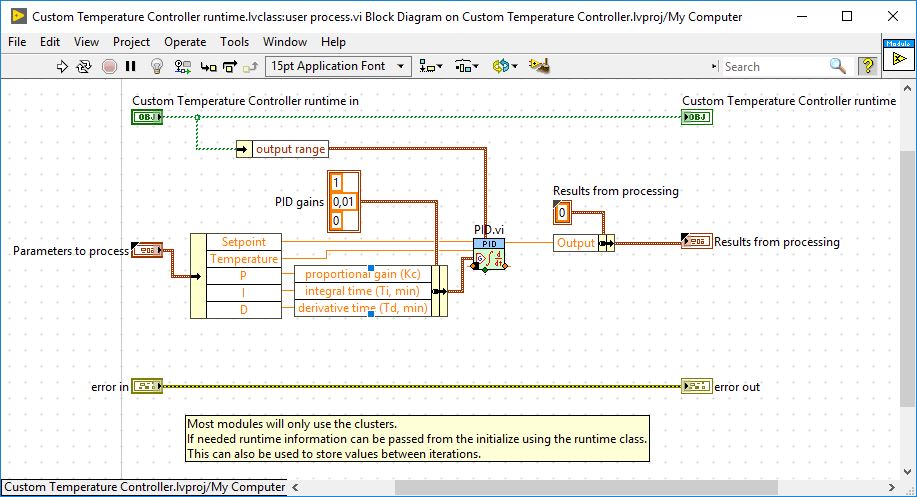 Custom Temperature Controller runtime.lvclass:user process.vi Block Diagram on Custom Temperature Controller.lvproj/My Computer
File Edit View Project Operate Tools Window Help
15pt Application Font
Search
?
Module
Custom Temperature Controller runtime in
Custom Temperature Controller runtime
OBJ
OBJ
output range
PID gains
1
0,01
0
Results from processing
0
PID.vi
PID
Parameters to process
Setpoint
Temperature
P
I
D
proportional gain (Kc)
integral time (Ti, min)
derivative time (Td, min)
Output
Results from processing
error in
error out
Most modules will only use the clusters.
If needed runtime information can be passed from the initialize using the runtime class.
This can also be used to store values between iterations.
Custom Temperature Controller.lvproj/My Computer